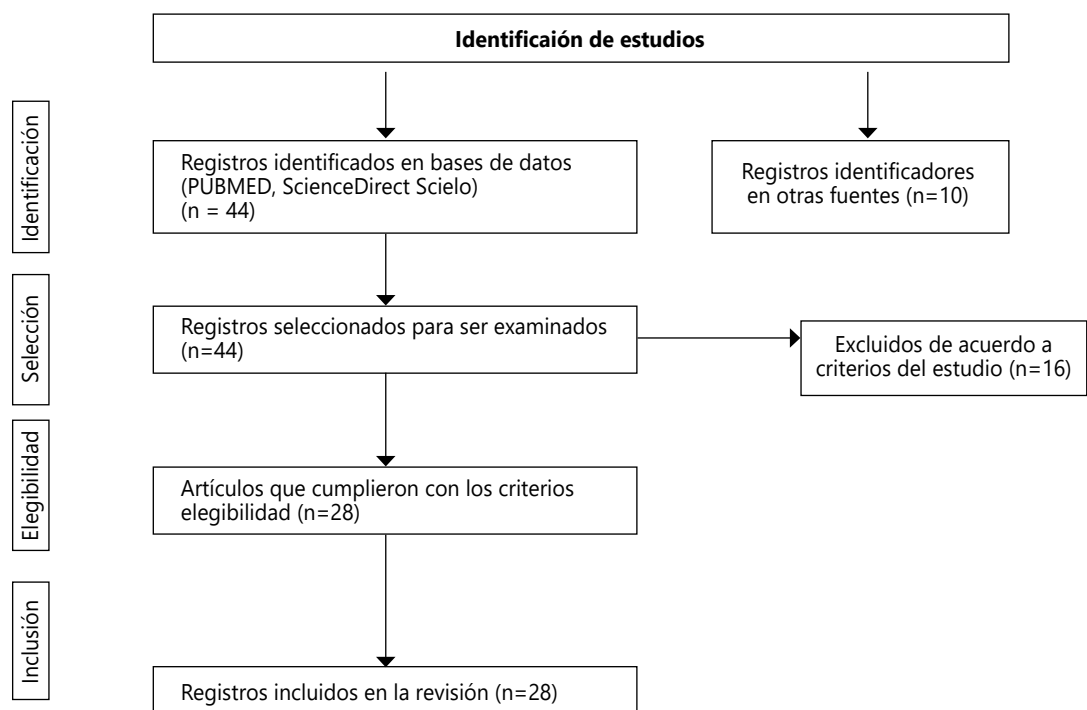 Identificaión de estudios
Identificación
Registros identificados en bases de datos
(PUBMED, ScienceDirect Scielo)
(n = 44)
Registros identificadores
en otras fuentes (n=10)
Selección
Registros seleccionados para ser examinados
(n=44)
Excluidos de acuerdo a
criterios del estudio (n=16)
Elegibilidad
Artículos que cumplieron con los criterios
elegibilidad (n=28)
Inclusión
Registros incluidos en la revisión (n=28)